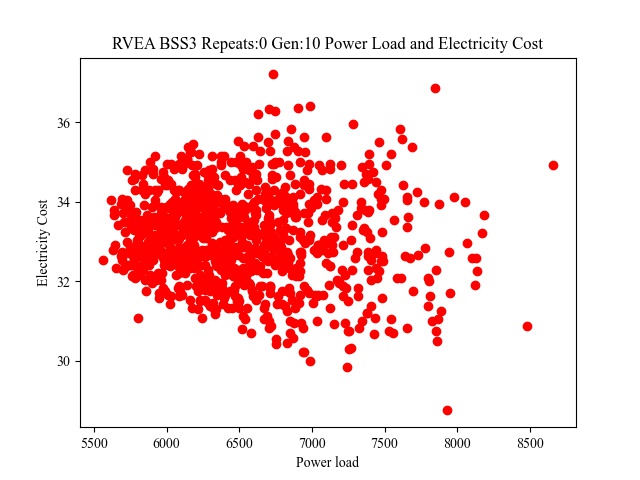 RVEA BSS3 Repeats:0 Gen:10 Power Load and Electricity Cost
36
34
32
30
Electricity Cost
5500 6000 6500 7000 7500 8000 8500
Power load